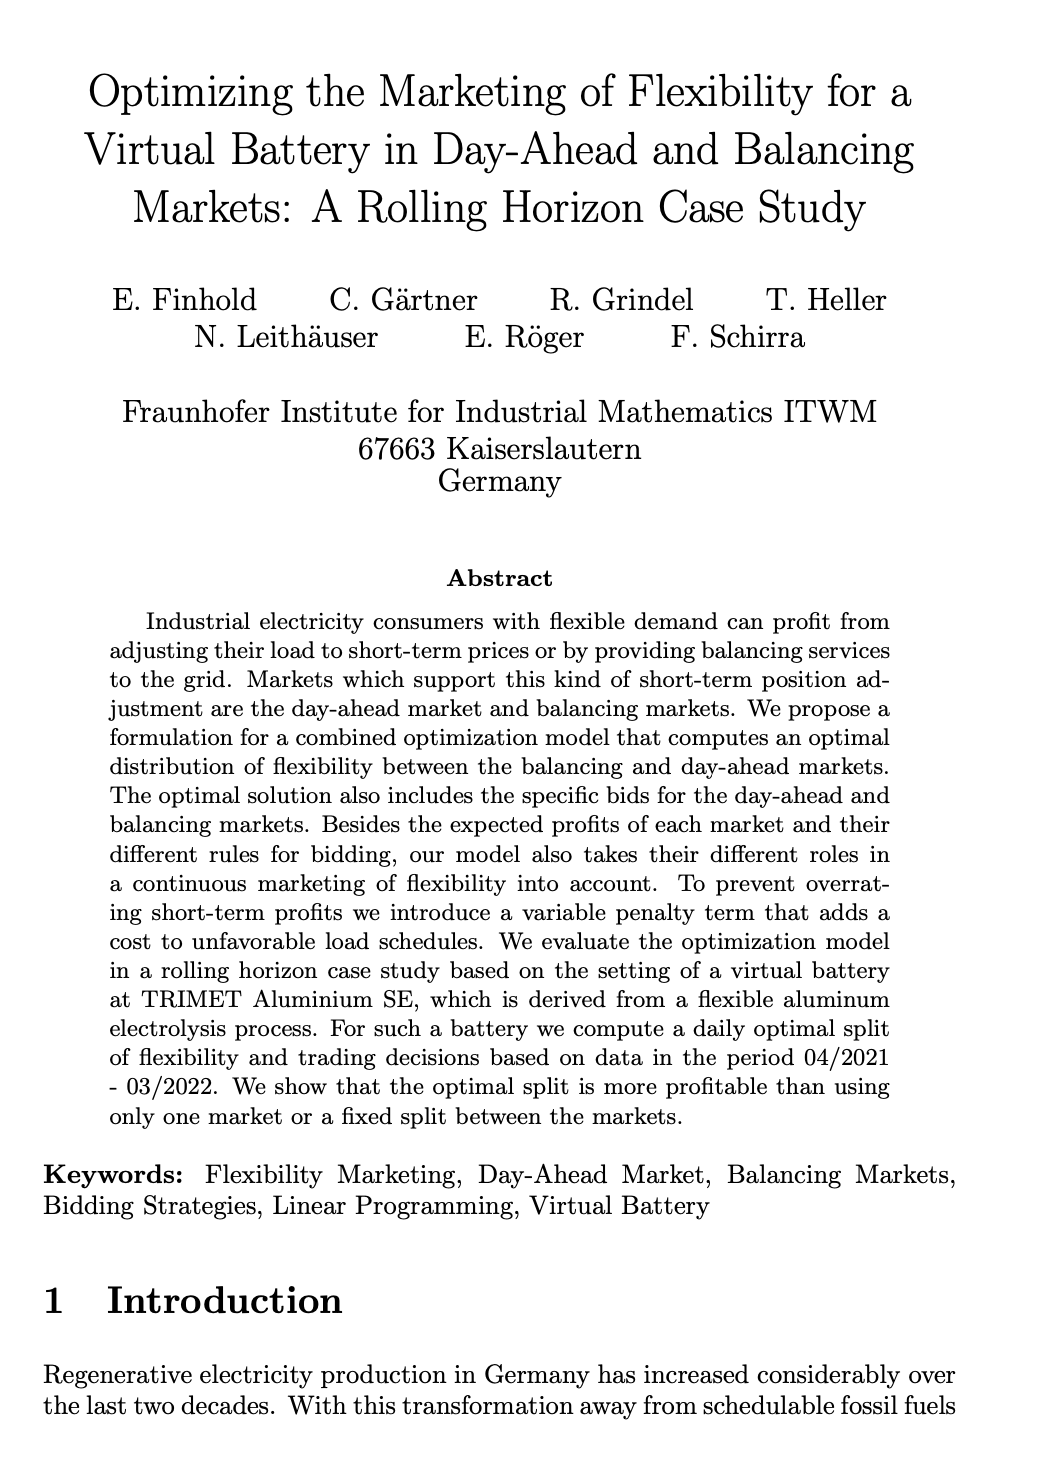 Optimizing the Marketing of Flexibility for a
Virtual Battery in Day-Ahead and Balancing
Markets: A Rolling Horizon Case Study
E. Finhold C. Gärtner R. Grindel T. Heller
N. Leithäuser E. Röger F. Schirra
Fraunhofer Institute for Industrial Mathematics ITWM
67663 Kaiserslautern
Germany
Abstract
Industrial electricity consumers with flexible demand can profit from
adjusting their load to short-term prices or by providing balancing services
to the grid. Markets which support this kind of short-term position ad-
justment are the day-ahead market and balancing markets. We propose a
formulation for a combined optimization model that computes an optimal
distribution of flexibility between the balancing and day-ahead markets.
The optimal solution also includes the specific bids for the day-ahead and
balancing markets. Besides the expected profits of each market and their
different rules for bidding, our model also takes their different roles in
a continuous marketing of flexibility into account. To prevent overrat-
ing short-term profits we introduce a variable penalty term that adds a
cost to unfavorable load schedules. We evaluate the optimization model
in a rolling horizon case study based on the setting of a virtual battery
at TRIMET Aluminium SE, which is derived from a flexible aluminum
electrolysis process. For such a battery we compute a daily optimal split
of flexibility and trading decisions based on data in the period 04/2021
- 03/2022. We show that the optimal split is more profitable than using
only one market or a fixed split between the markets.
Keywords: Flexibility Marketing, Day-Ahead Market, Balancing Markets,
Bidding Strategies, Linear Programming, Virtual Battery
1 Introduction
Regenerative electricity production in Germany has increased considerably over
the last two decades. With this transformation away from schedulable fossil fuels